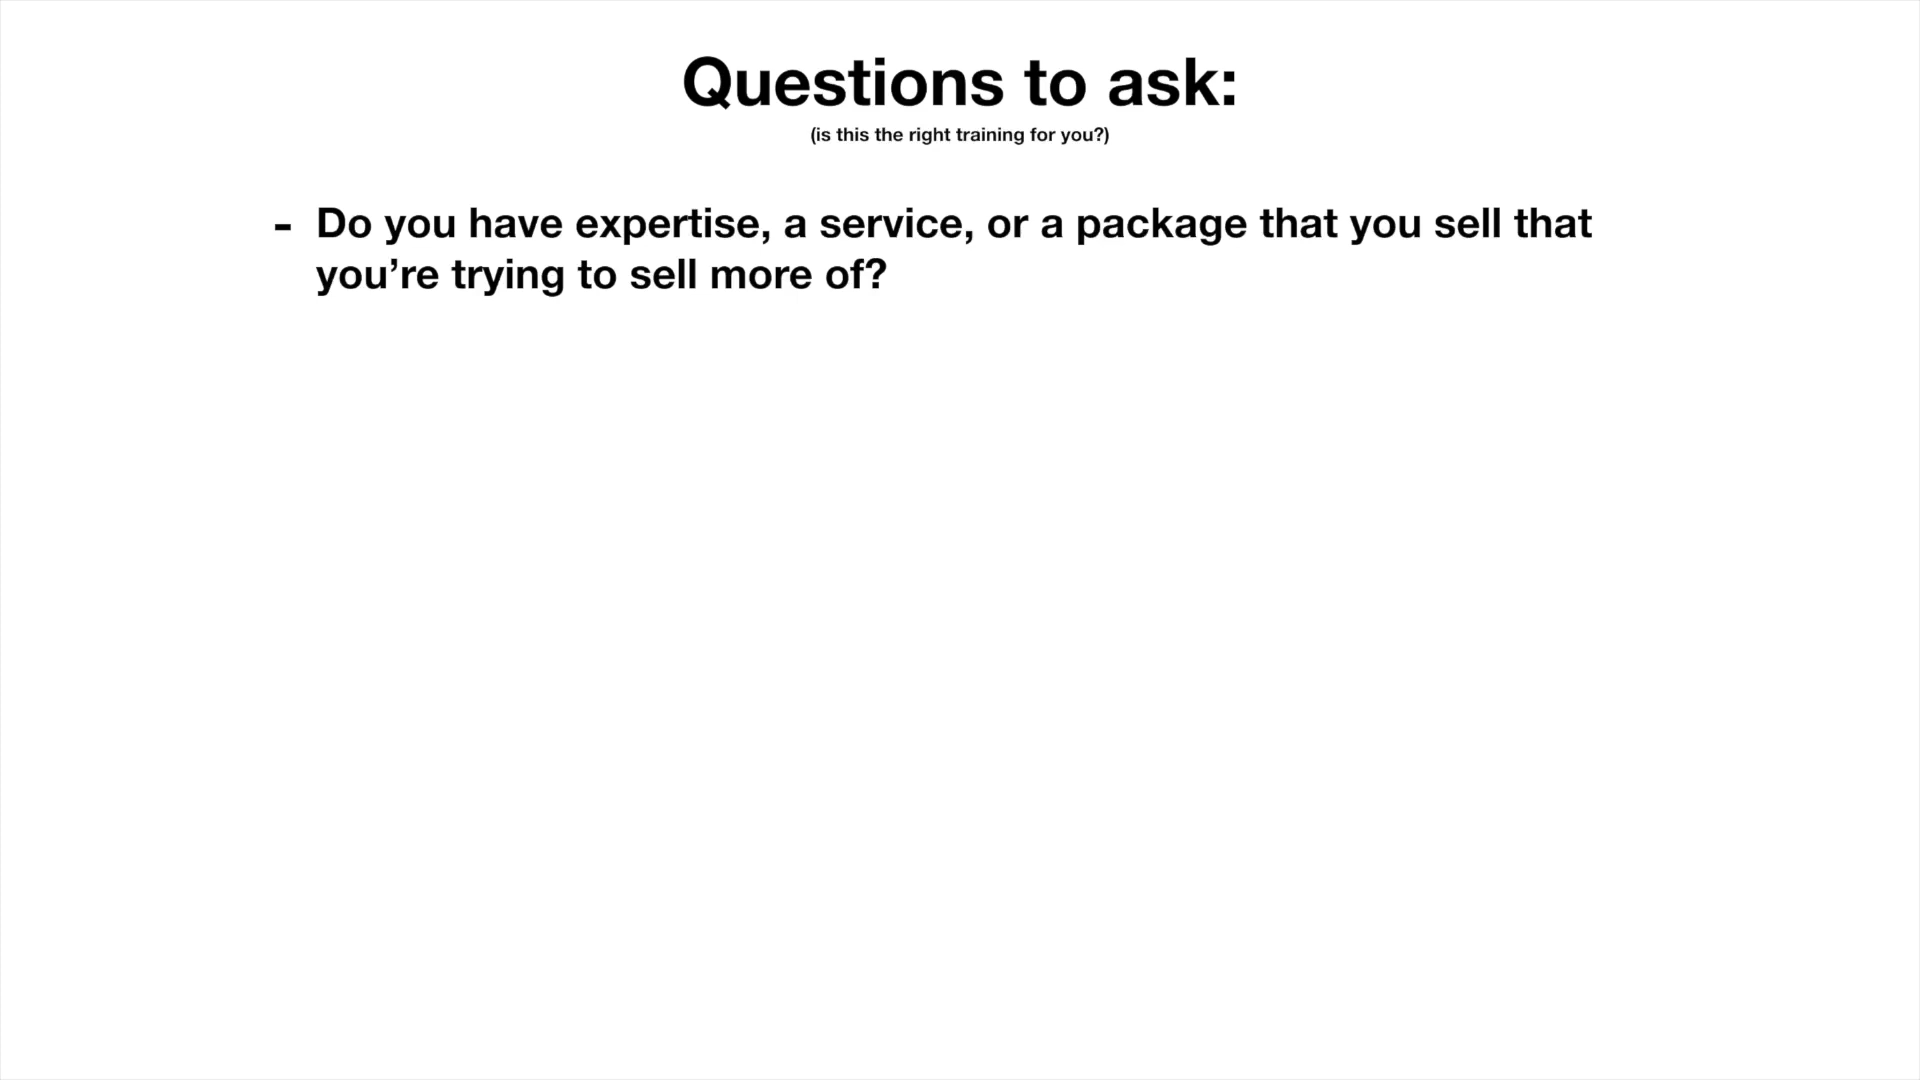 Questions to ask:
(is this the right training for you?)
- Do you have expertise, a service, or a package that you sell that
you’re trying to sell more of?